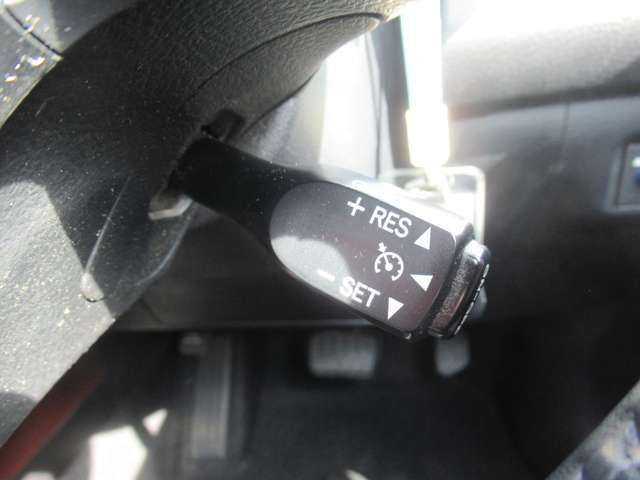 + RES ▲
− SET ▼